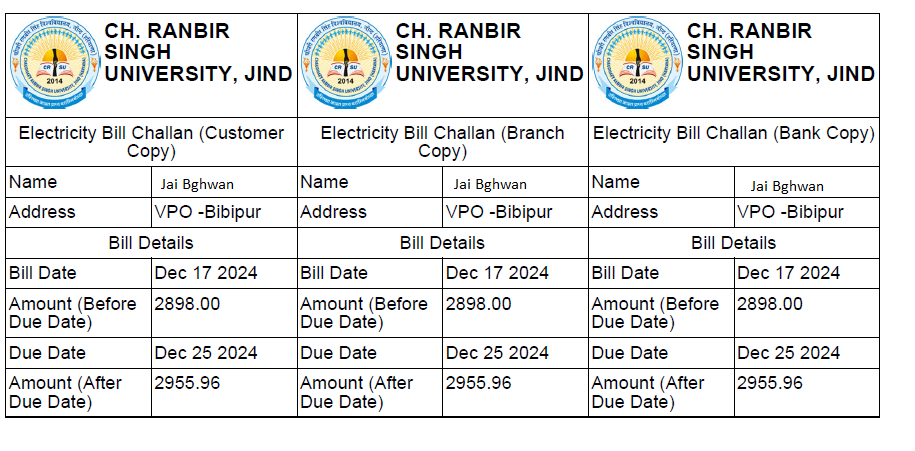 CH. RANBIR
SINGH
UNIVERSITY, JIND
CR SU
2014
Electricity Bill Challan (Customer
Copy)
Name Jai Bghwan
Address VPO -Bibipur
Bill Details
Bill Date Dec 17 2024
Amount (Before 2898.00
Due Date)
Due Date Dec 25 2024
Amount (After 2955.96
Due Date)
CH. RANBIR
SINGH
UNIVERSITY, JIND
CR SU
2014
Electricity Bill Challan (Branch
Copy)
Name Jai Bghwan
Address VPO -Bibipur
Bill Details
Bill Date Dec 17 2024
Amount (Before 2898.00
Due Date)
Due Date Dec 25 2024
Amount (After 2955.96
Due Date)
CH. RANBIR
SINGH
UNIVERSITY, JIND
CR SU
2014
Electricity Bill Challan (Bank Copy)
Name Jai Bghwan
Address VPO -Bibipur
Bill Details
Bill Date Dec 17 2024
Amount (Before 2898.00
Due Date)
Due Date Dec 25 2024
Amount (After 2955.96
Due Date)